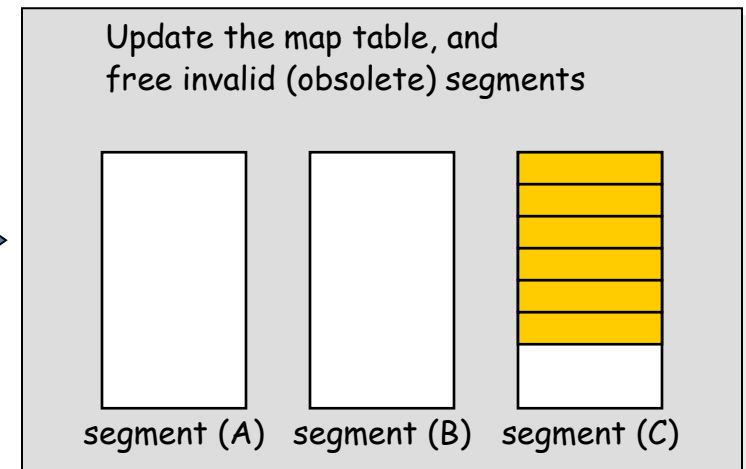 Update the map table, and
free invalid (obsolete) segments
segment (A) segment (B) segment (C)